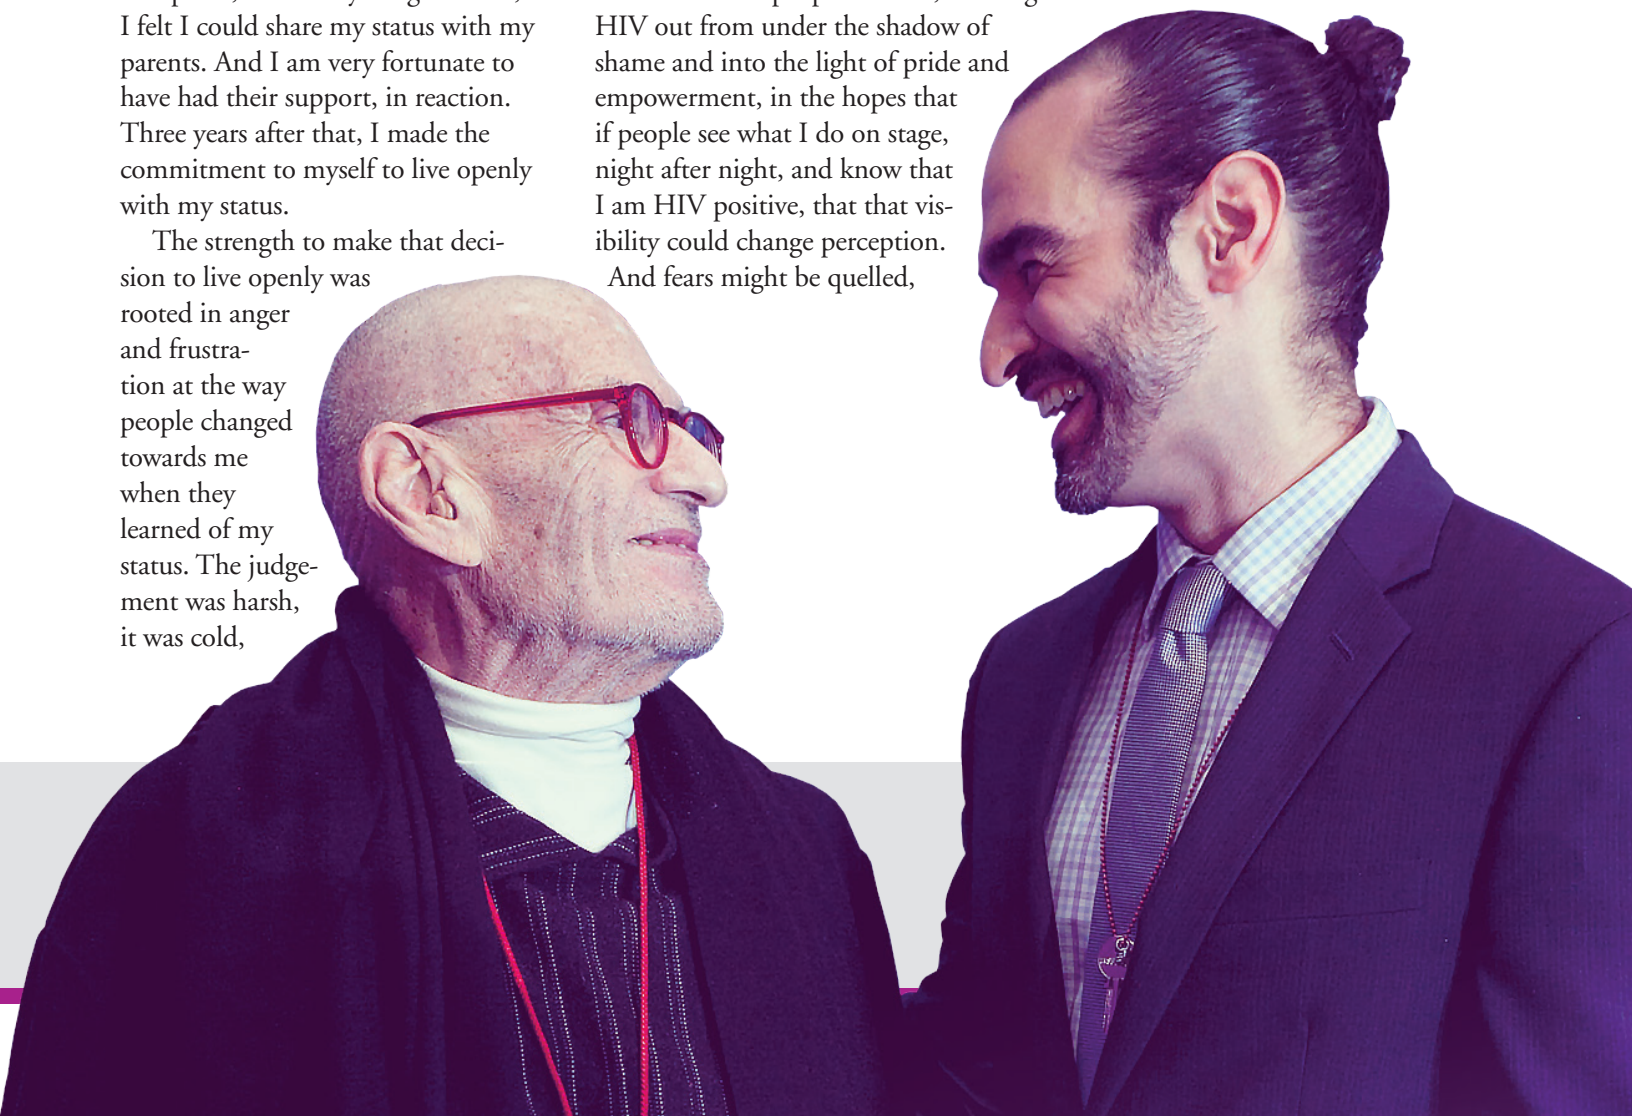 I felt I could share my status with my
parents. And I am very fortunate to
have had their support, in reaction.
Three years after that, I made the
commitment to myself to live openly
with my status.
The strength to make that deci-
sion to live openly was
rooted in anger
and frustra-
tion at the way
people changed
towards me
when they
learned of my
status. The judge-
ment was harsh,
it was cold,
HIV out from under the shadow of
shame and into the light of pride and
empowerment, in the hopes that
if people see what I do on stage,
night after night, and know that
I am HIV positive, that that vis-
ibility could change perception.
And fears might be quelled,